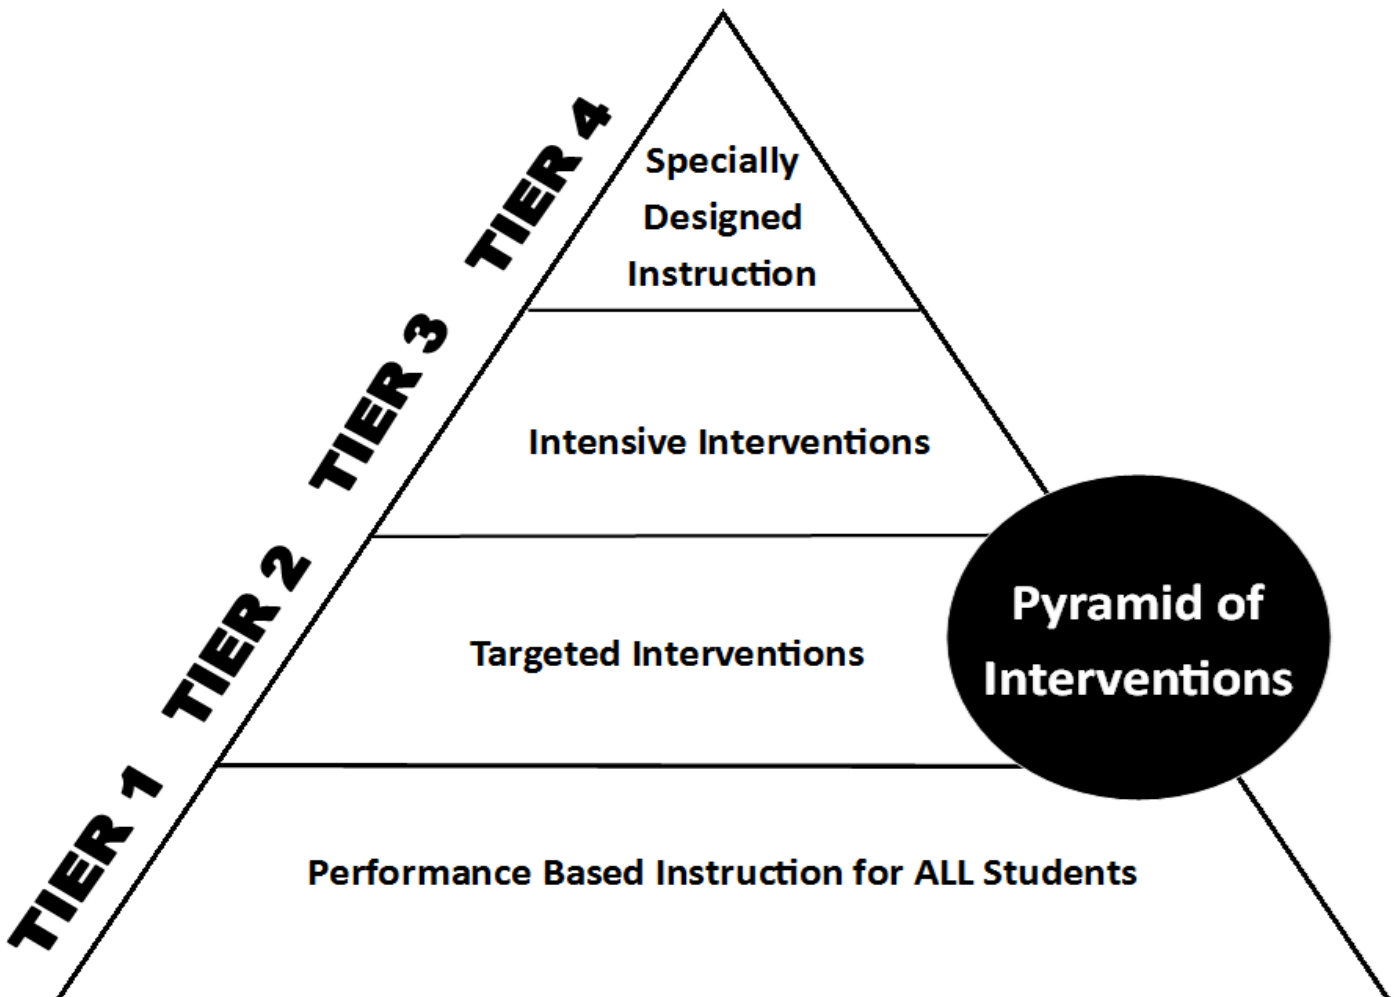 TIER 4
Specially
Designed
Instruction
TIER 3
Intensive Interventions
TIER 2
Targeted Interventions
Pyramid of
Interventions
TIER 1
Performance Based Instruction for ALL Students